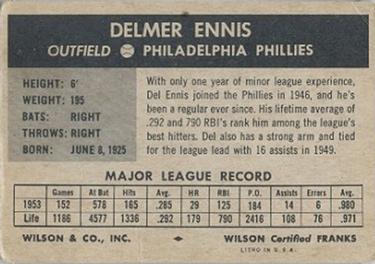 DELMER ENNIS
OUTFIELD PHILADELPHIA PHILLIES
HEIGHT: 6'
WEIGHT: 195
BATS: RIGHT
THROWS: RIGHT
BORN: JUNE 8, 1925
With only one year of minor league experience,
Del Ennis joined the Phillies in 1946, and he's
been a regular ever since. His lifetime average of
.292 and 790 RBI's rank him among the league's
best hitters. Del also has a strong arm and tied
for the league lead with 16 assists in 1949.
MAJOR LEAGUE RECORD
Games At Bat Hits Avg. HR RBI P.O. Assists Errors Avg.
1953 152 578 165 .285 29 125 184 14 6 .980
Life 1186 4577 1336 .292 179 790 2416 108 76 .971
WILSON & CO., INC. WILSON Certified FRANKS
LITHO IN U.S.A.